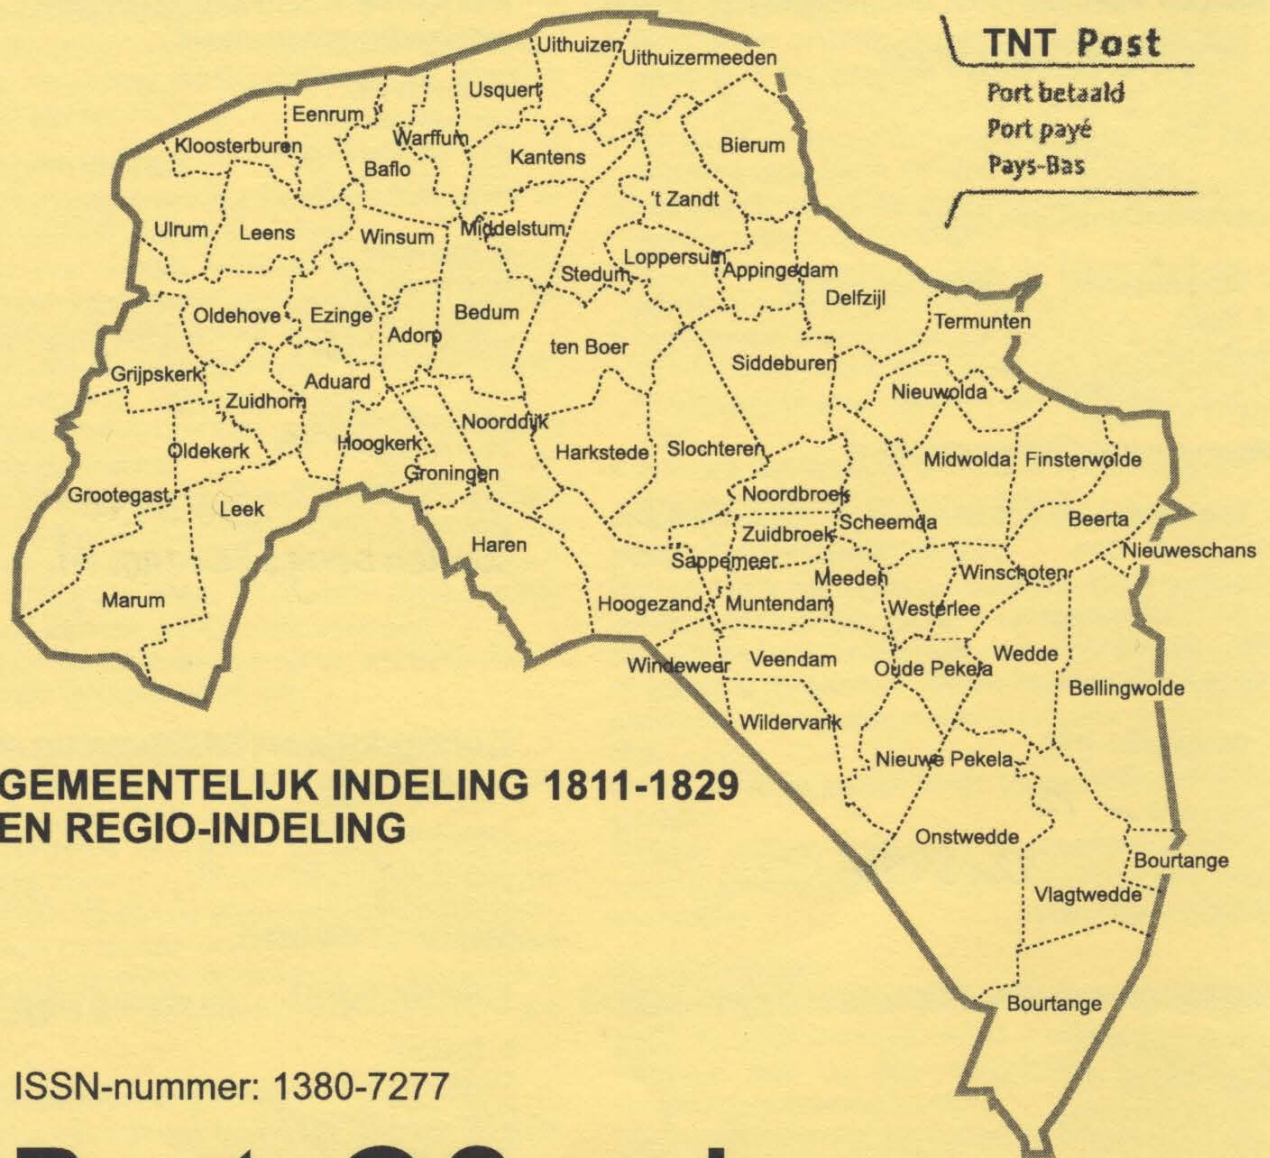 TNT Post
Port betaald
Port payé
Pays-Bas
Uithuizen
Uithuizermeeden
Usquert
Eenrum
Warffum
Kloosterburen
Baflo
Kantens
Bierum
't Zandt
Ulrum
Leens
Winsum
Middelstum
Loppersum
Stedum
Appingedam
Delfzijl
Oldehove
Ezinge
Bedum
Adorp
Termunten
ten Boer
Siddeburen
Grijpskerk
Aduard
Nieuwolda
Zuidhorn
Noorddijk
Oldekerk
Hoogkerk
Harkstede
Slochteren
Midwolda
Finsterwolde
Groningen
Grootegast
Leek
Noordbroek
Scheemda
Beerta
Zuidbroek
Haren
Nieuweschans
Sappemeer
Meeden
Winschoten
Marum
Hoogezand
Muntendam
Westerlee
Windeweer
Veendam
Oude Pekela
Wedde
Bellingwolde
Wildervank
Nieuwe Pekela
Onstwedde
Bourtange
Vlagtwedde
Bourtange
GEMEENTELIJK INDELING 1811-1829
EN REGIO-INDELING
ISSN-nummer: 1380-7277